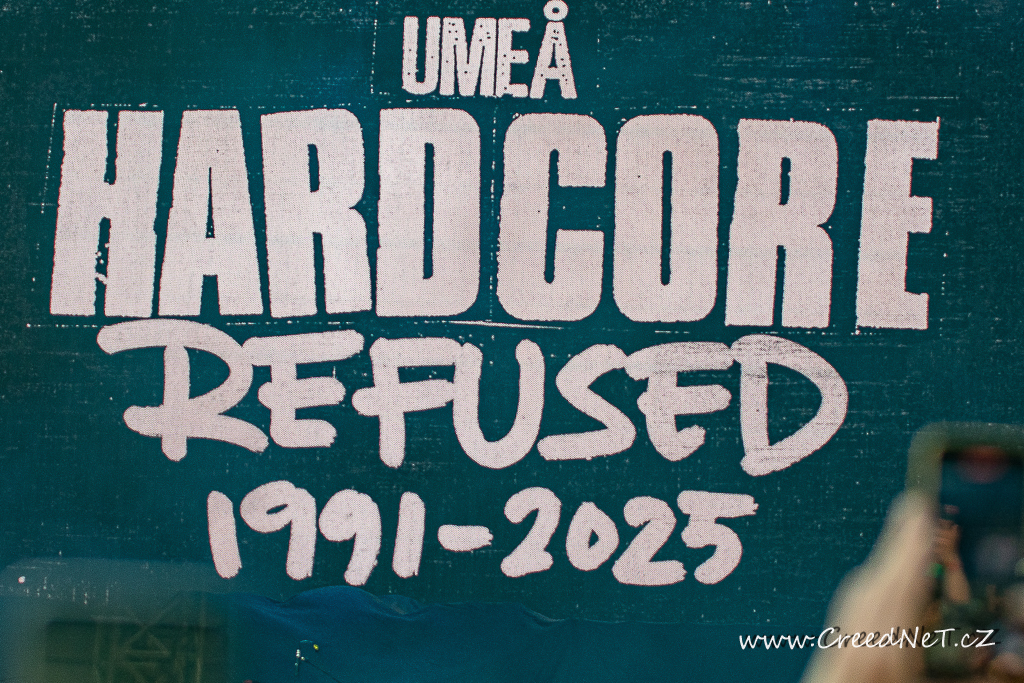 UMEÅ
HARDCORE
REFUSED
1991-2025
www.CreedNeT.cZ